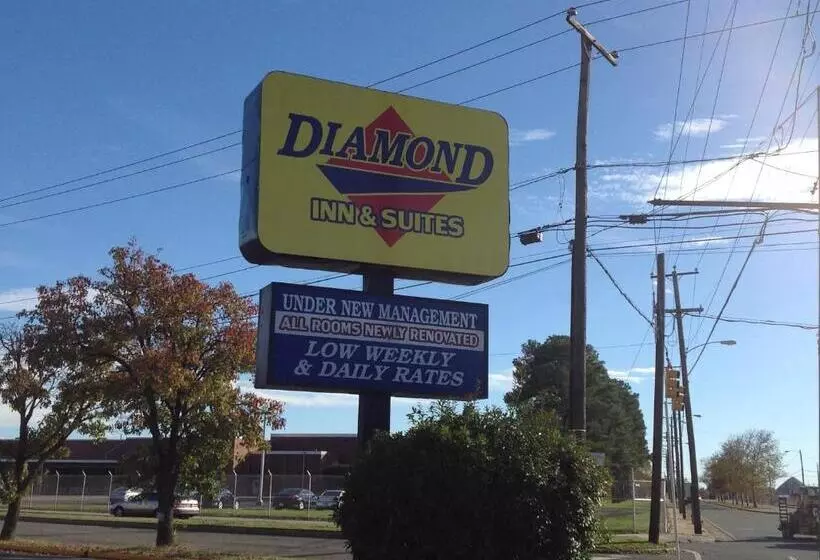 DIAMOND
INN & SUITES
UNDER NEW MANAGEMENT
ALL ROOMS NEWLY RENOVATED
LOW WEEKLY
& DAILY RATES